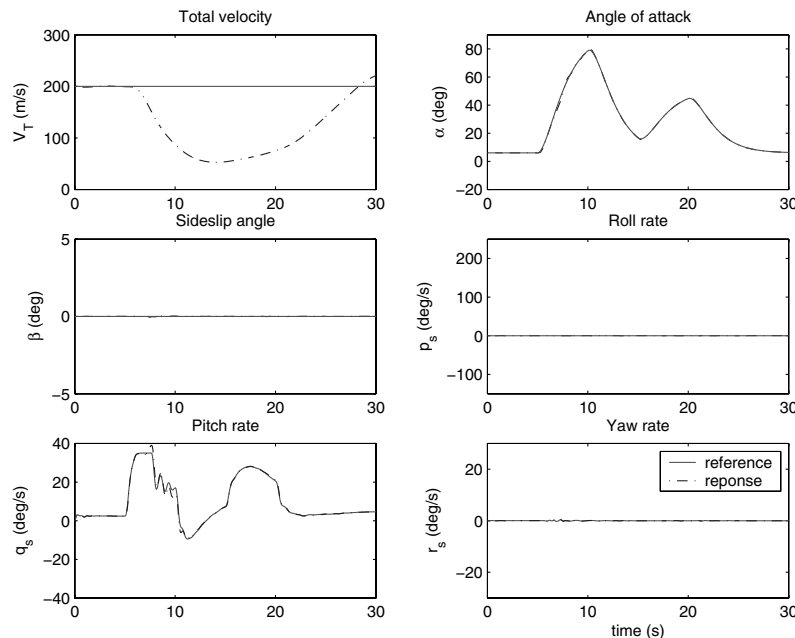 Total velocity
300
200
100
0
V_T (m/s)
0 10 20 30
Angle of attack
80
60
40
20
0
−20
α (deg)
0 10 20 30
Sideslip angle
5
0
−5
β (deg)
0 10 20 30
Roll rate
200
100
0
−100
p_s (deg/s)
0 10 20 30
Pitch rate
40
20
0
−20
−40
q_s (deg/s)
0 10 20 30
Yaw rate
20
0
−20
r_s (deg/s)
reference
reponse
0 10 20 30
time (s)